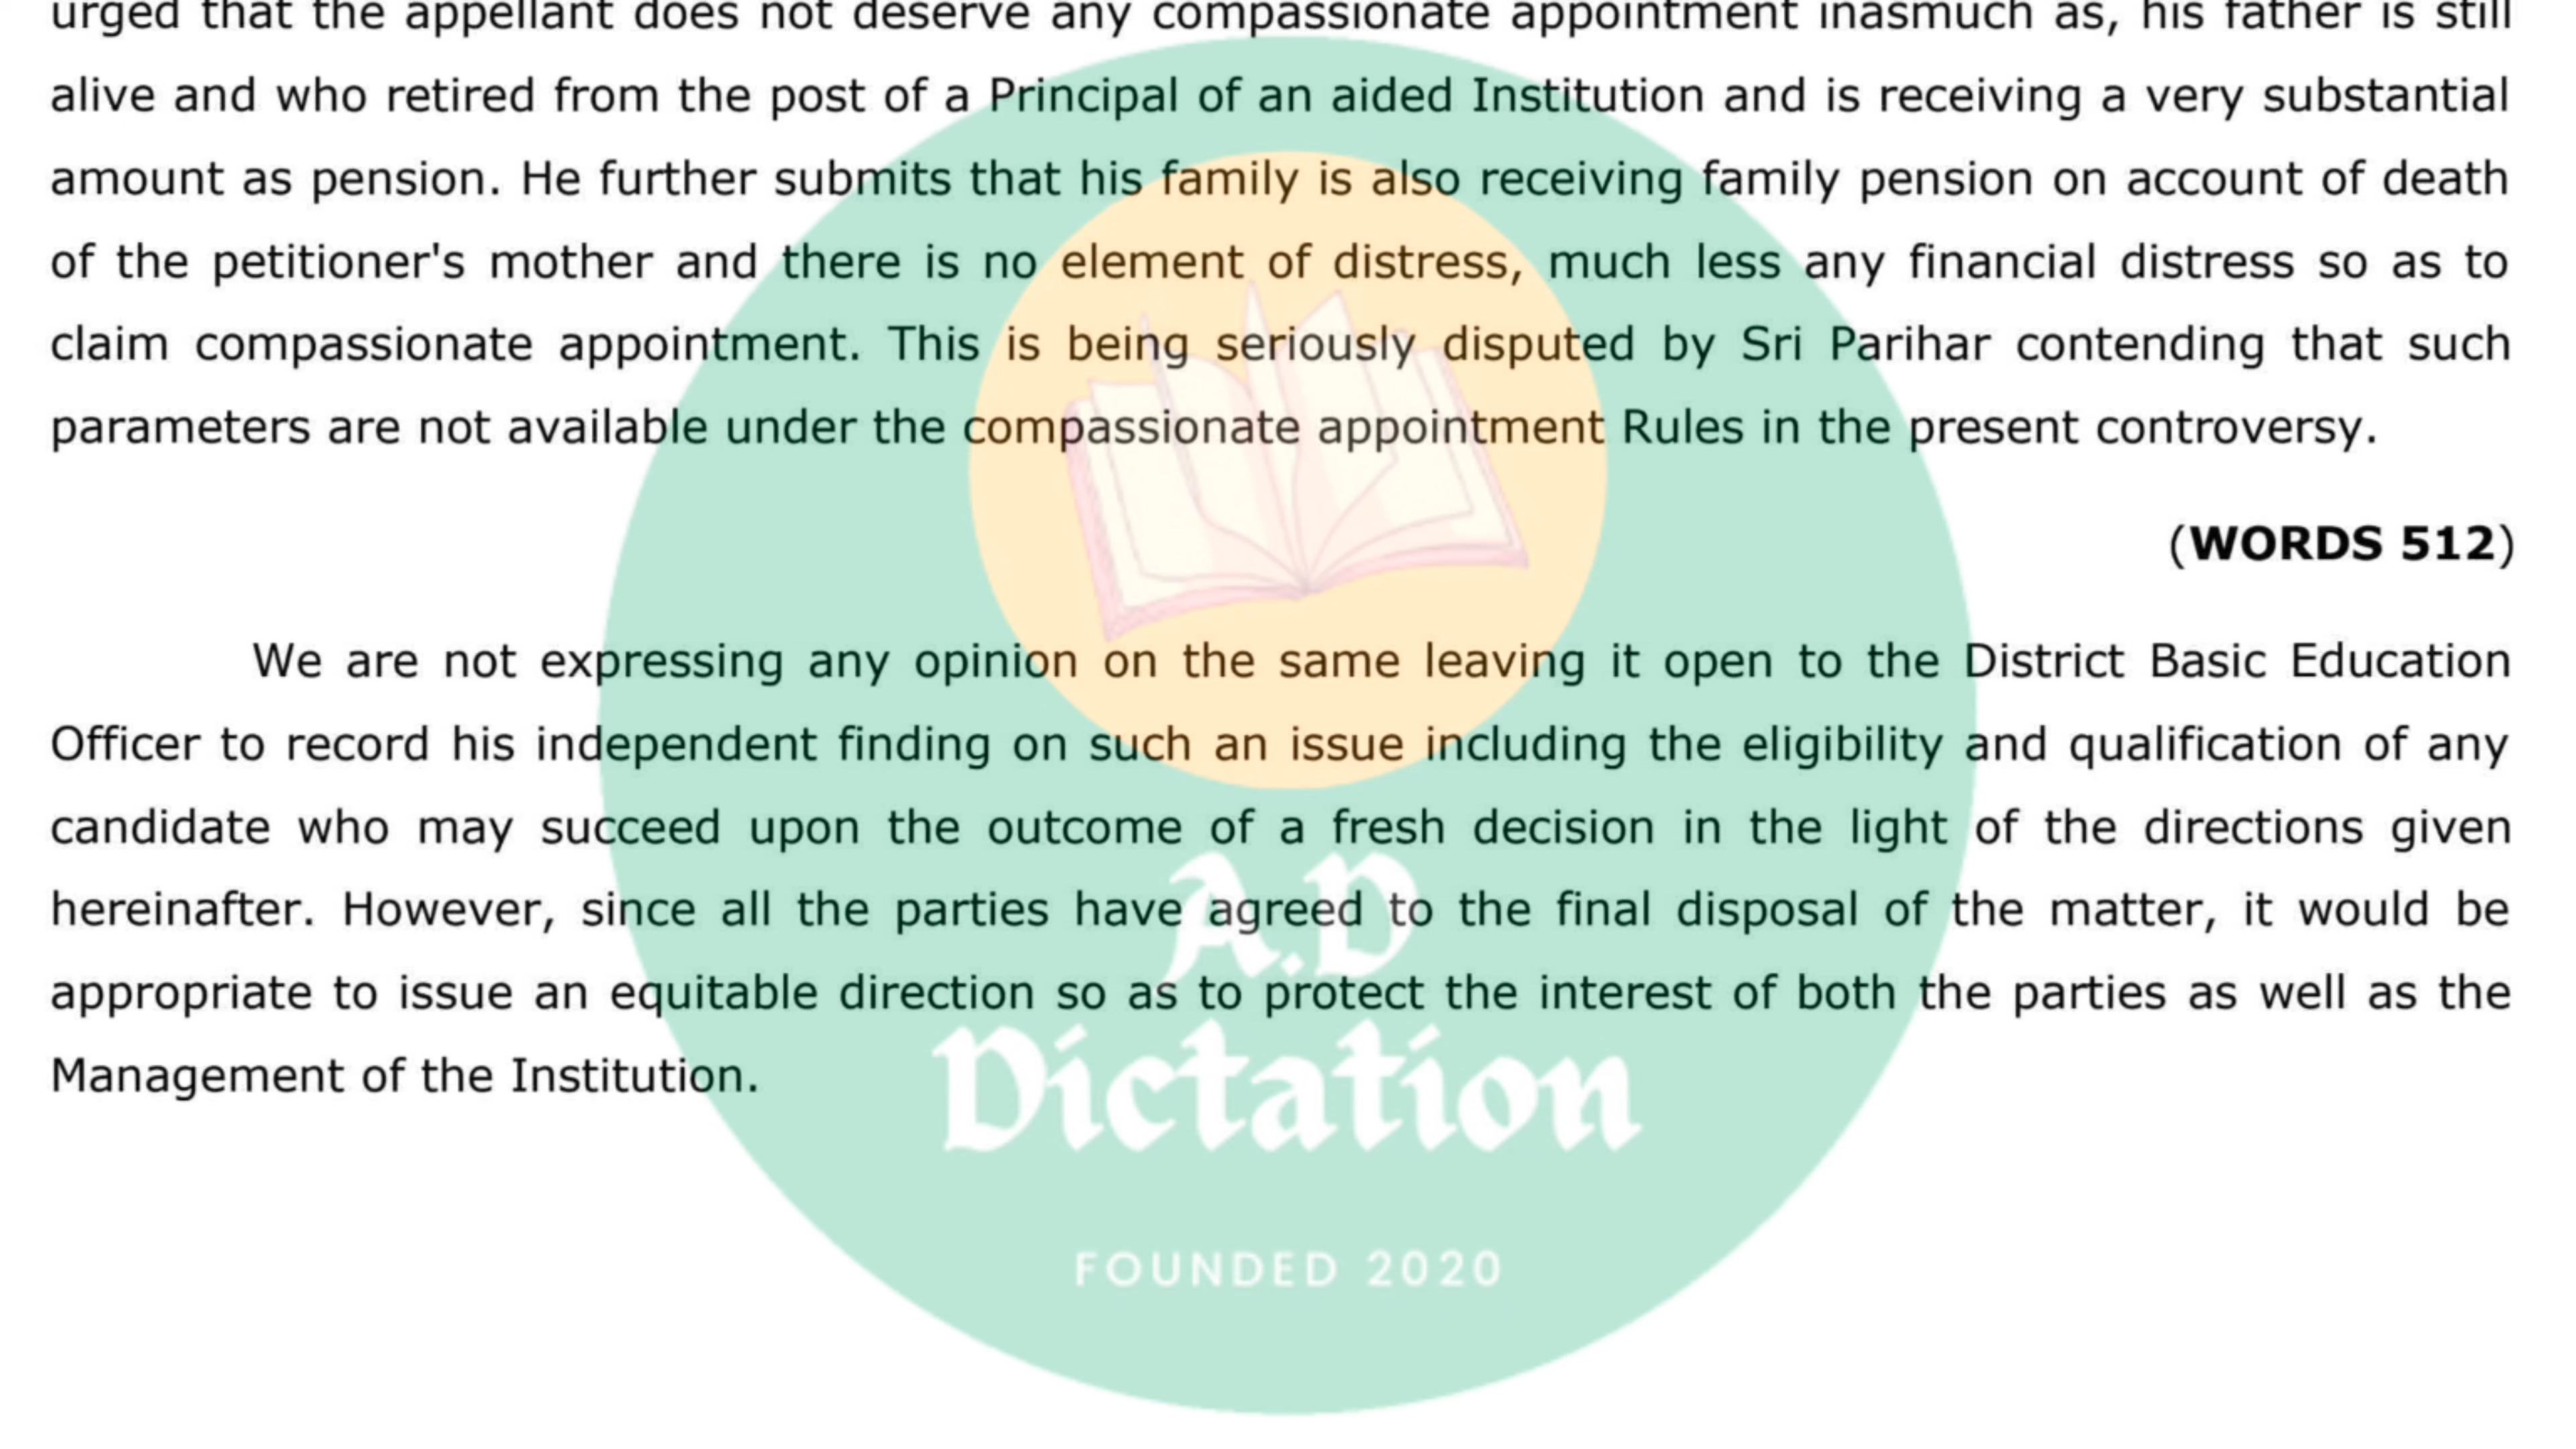 urged that the appellant does not deserve any compassionate appointment inasmuch as, his father is still
alive and who retired from the post of a Principal of an aided Institution and is receiving a very substantial
amount as pension. He further submits that his family is also receiving family pension on account of death
of the petitioner's mother and there is no element of distress, much less any financial distress so as to
claim compassionate appointment. This is being seriously disputed by Sri Parihar contending that such
parameters are not available under the compassionate appointment Rules in the present controversy.
(WORDS 512)
We are not expressing any opinion on the same leaving it open to the District Basic Education
Officer to record his independent finding on such an issue including the eligibility and qualification of any
candidate who may succeed upon the outcome of a fresh decision in the light of the directions given
hereinafter. However, since all the parties have agreed to the final disposal of the matter, it would be
appropriate to issue an equitable direction so as to protect the interest of both the parties as well as the
Management of the Institution.
A.D
Dictation
FOUNDED 2020